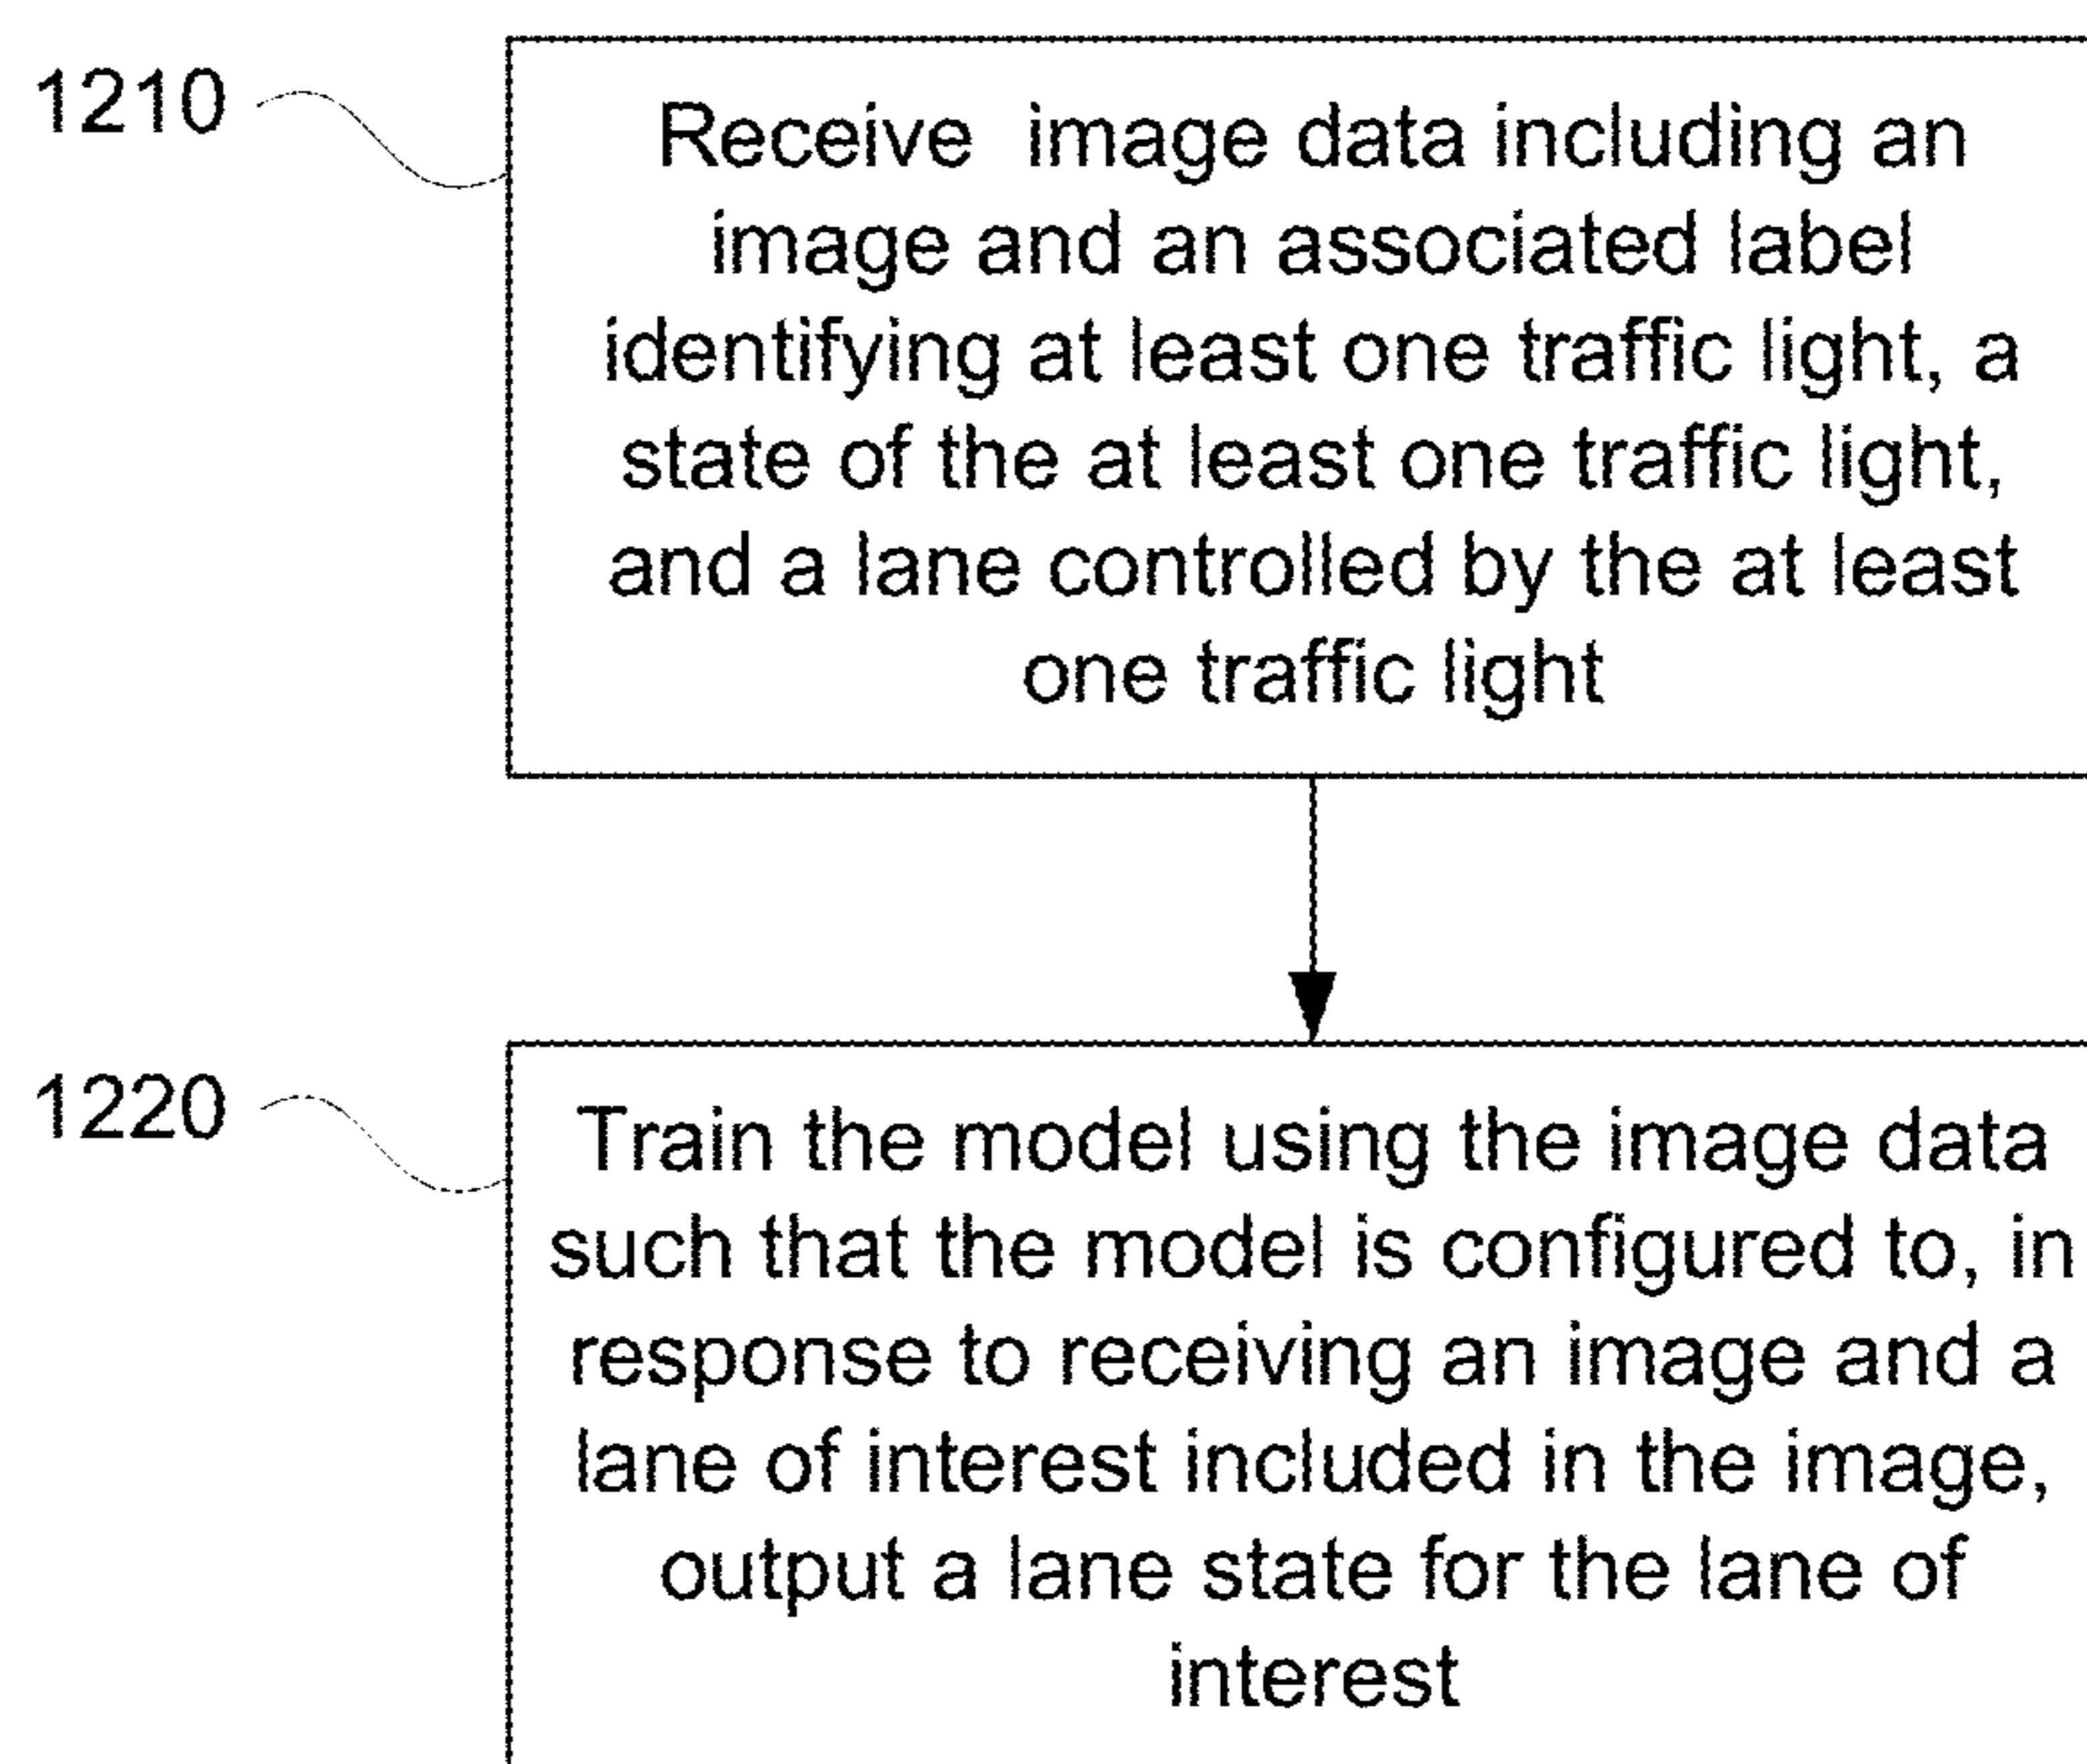 1210
Receive image data including an
image and an associated label
identifying at least one traffic light, a
state of the at least one traffic light,
and a lane controlled by the at least
one traffic light
1220
Train the model using the image data
such that the model is configured to, in
response to receiving an image and a
lane of interest included in the image,
output a lane state for the lane of
interest